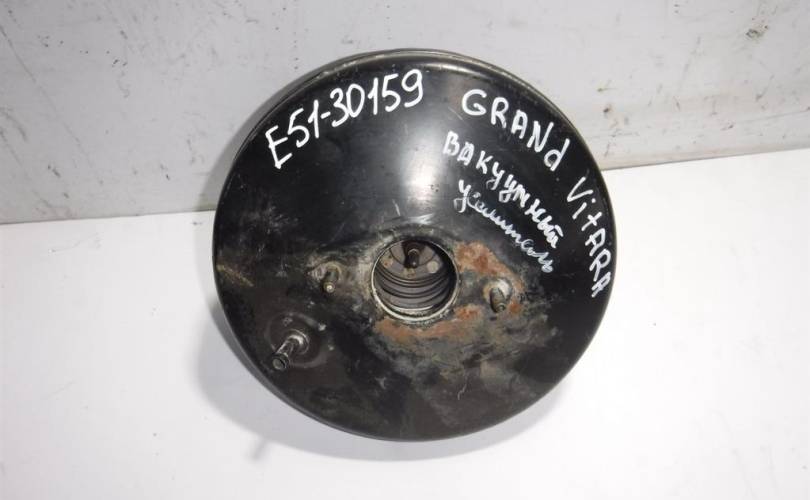 E51-30159
GRANd VitARA
ВАКУУМНЫЙ
усилитель